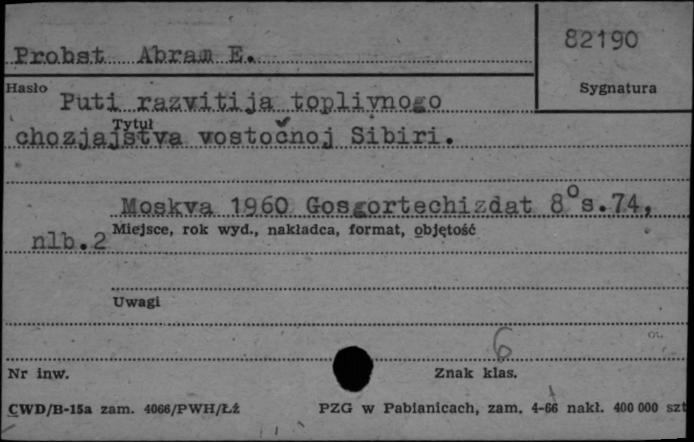 82190
Probst Abram E.
Hasło
Sygnatura
Puti razvitija toplivnogo
Tytuł
chozjajstva vostočnoj Sibiri.
Moskva 1960 Gosgortechizdat 8° s.74,
Miejsce, rok wyd., nakładca, format, objętość
nlb.2
Uwagi
6
Nr inw.
Znak klas.
CWD/B-15a zam. 4066/PWH/Łź
PZG w Pabianicach, zam. 4-66 nakł. 400 000 szt